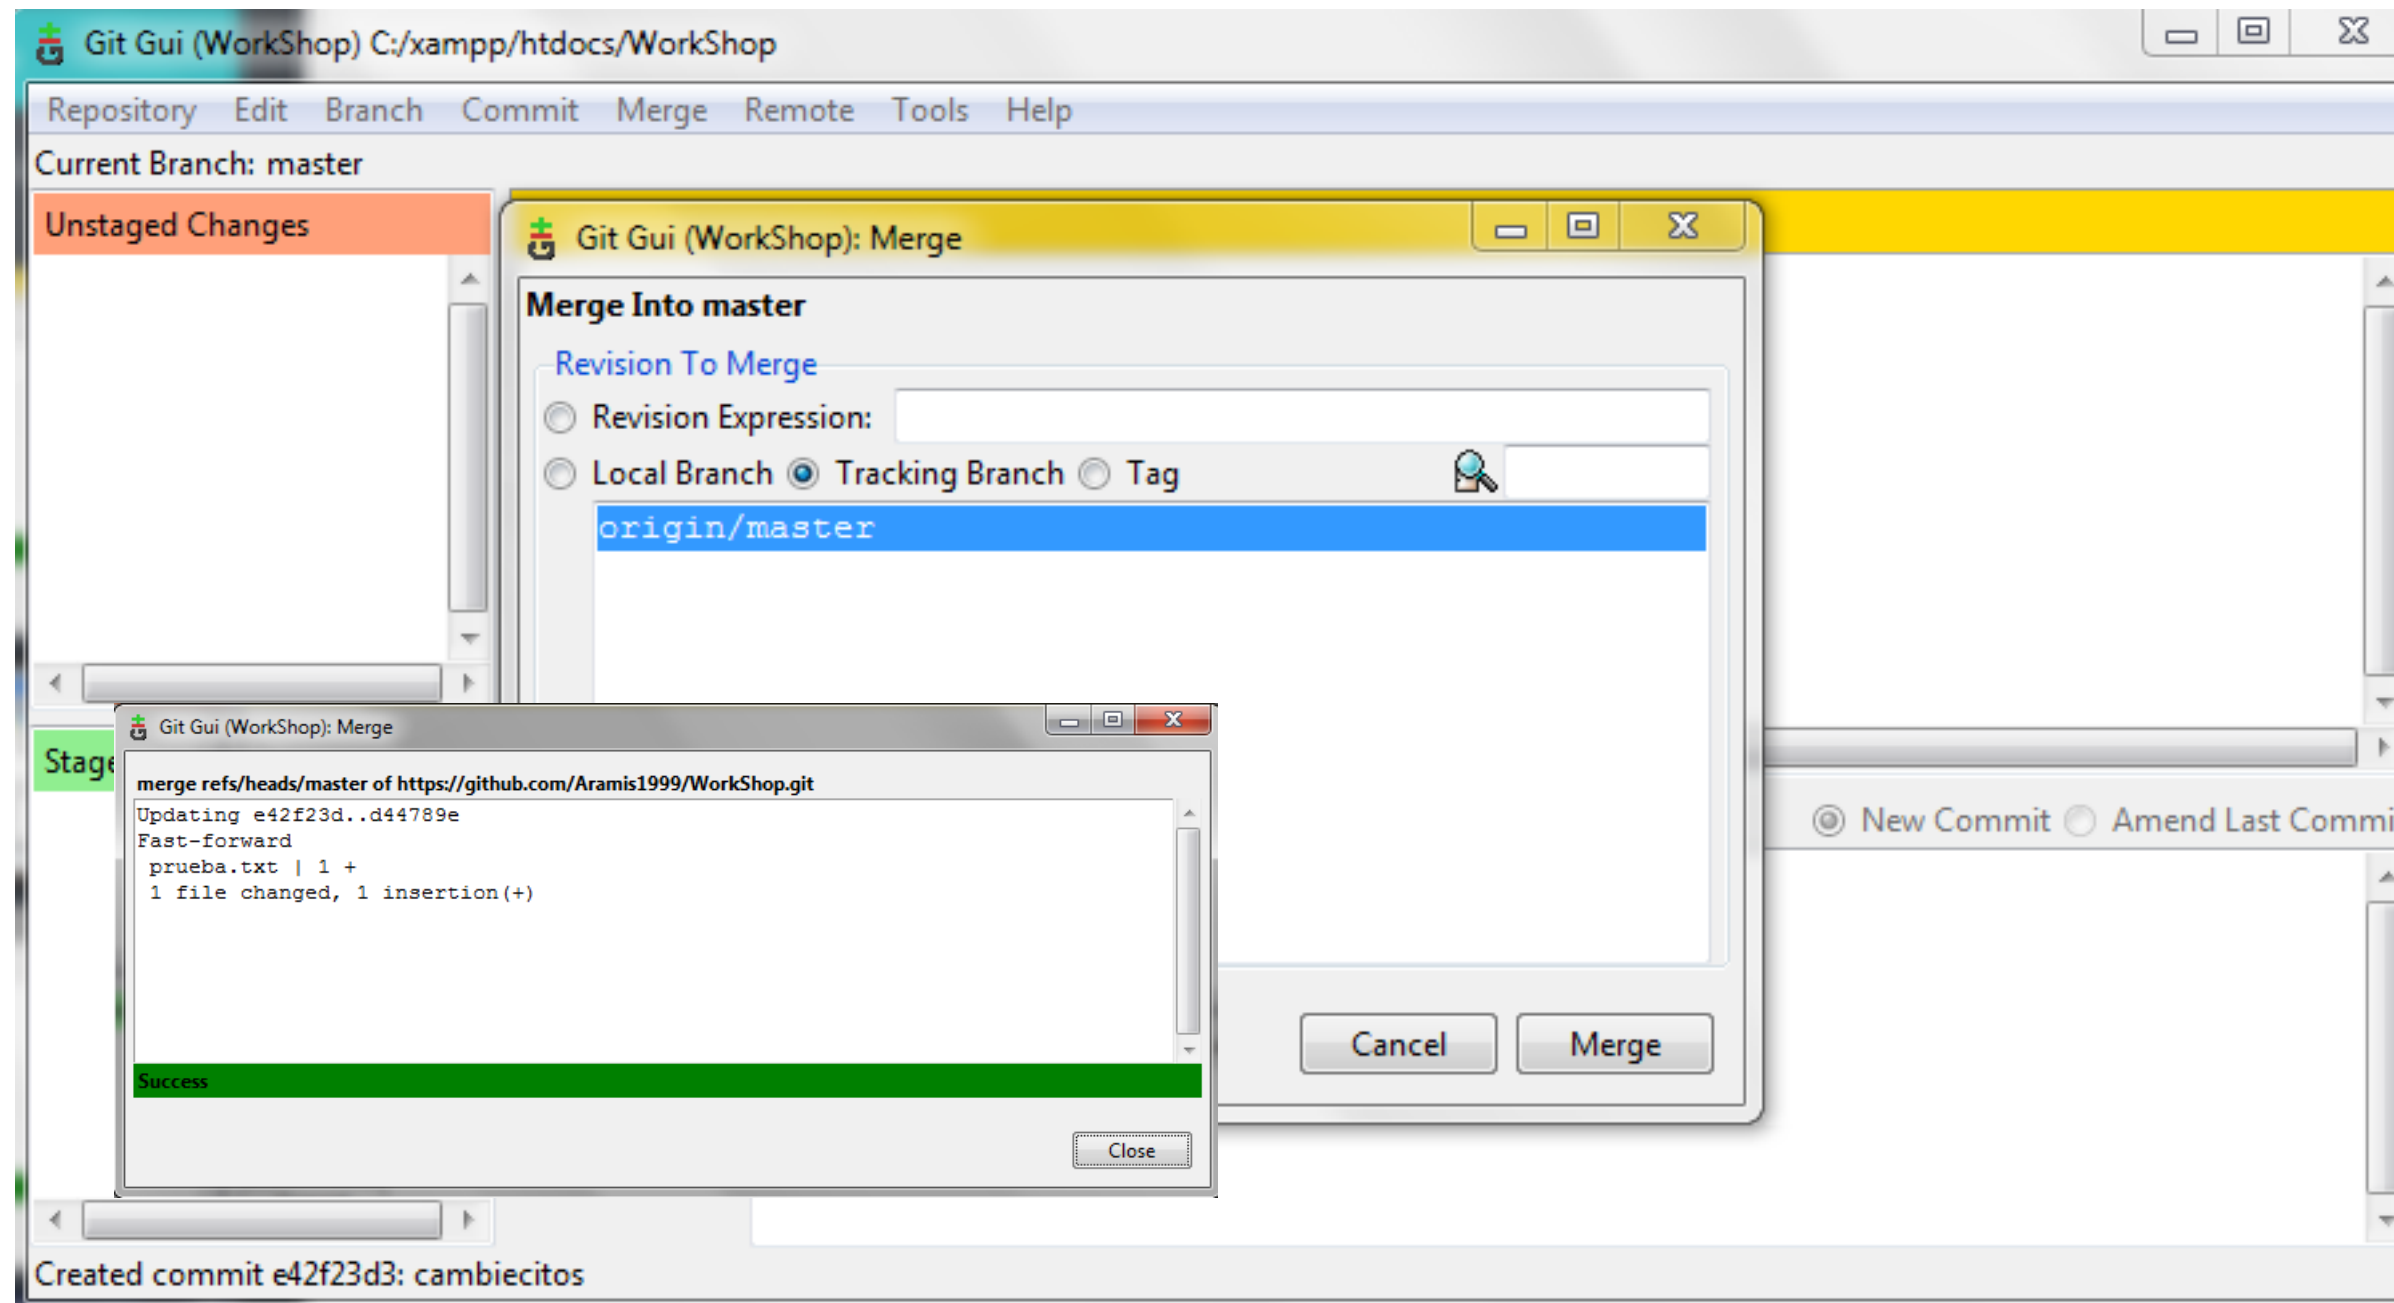 Git Gui (WorkShop) C:/xampp/htdocs/WorkShop
Repository Edit Branch Commit Merge Remote Tools Help
Current Branch: master
Unstaged Changes
Git Gui (WorkShop): Merge
Merge Into master
Revision To Merge
Revision Expression:
Local Branch Tracking Branch Tag
origin/master
Cancel Merge
Stage
New Commit Amend Last Commi
Git Gui (WorkShop): Merge
merge refs/heads/master of https://github.com/Aramis1999/WorkShop.git
Updating e42f23d..d44789e
Fast-forward
prueba.txt | 1 +
1 file changed, 1 insertion(+)
Success
Close
Created commit e42f23d3: cambiecitos